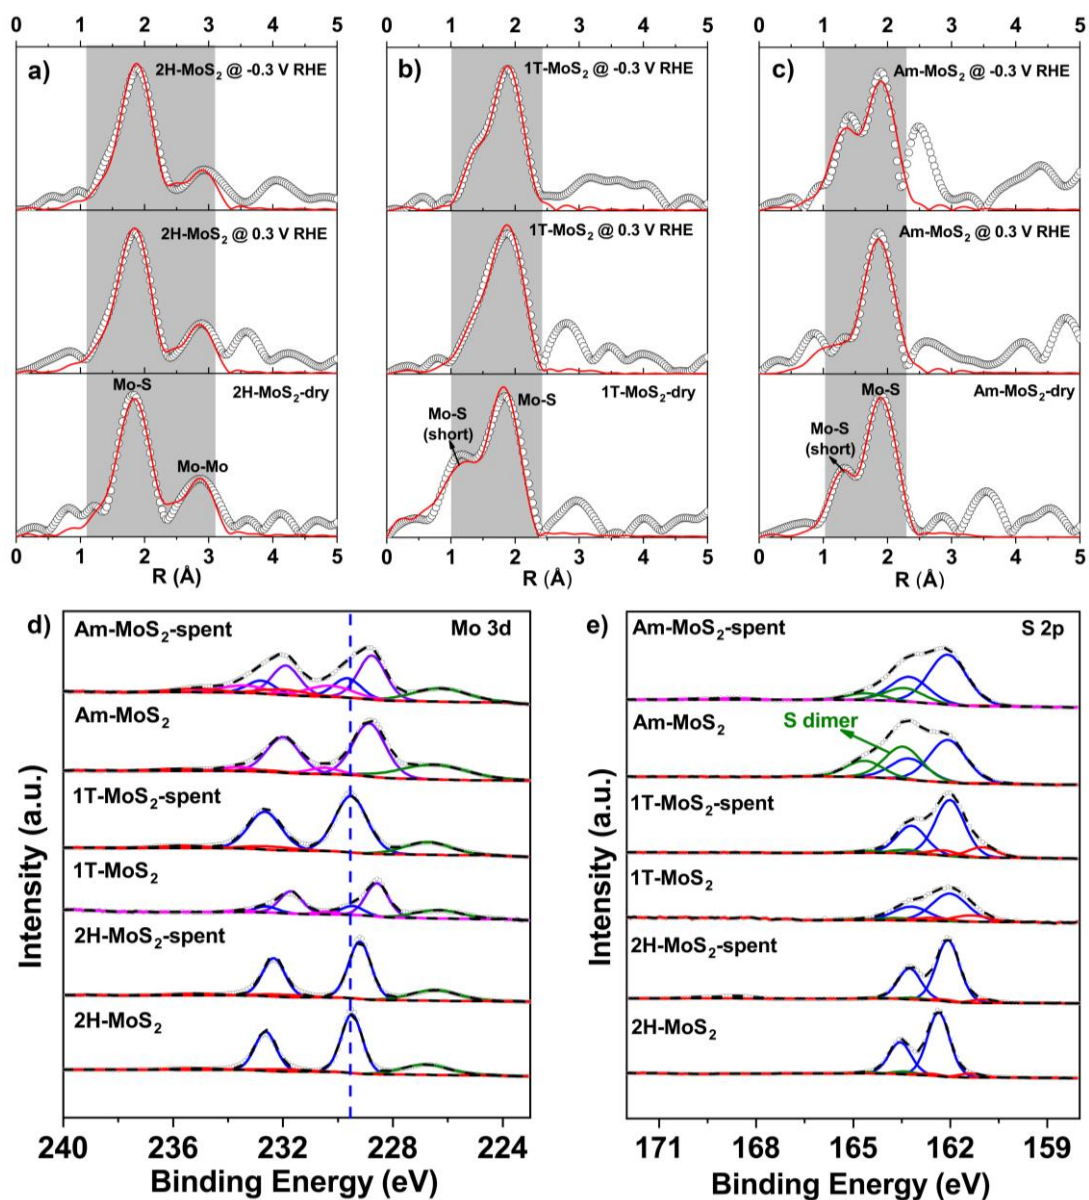 0 1 2 3 4 5 0 1 2 3 4 5 0 1 2 3 4 5
a) 2H-MoS₂ @ -0.3 V RHE
b) 1T-MoS₂ @ -0.3 V RHE
c) Am-MoS₂ @ -0.3 V RHE
2H-MoS₂ @ 0.3 V RHE
1T-MoS₂ @ 0.3 V RHE
Am-MoS₂ @ 0.3 V RHE
Mo-S
2H-MoS₂-dry
Mo-Mo
1T-MoS₂-dry
Mo-S
(short)
Mo-S
Mo-S
Am-MoS₂-dry
Mo-S
(short)
0 1 2 3 4 5 0 1 2 3 4 5 0 1 2 3 4 5
R (Å) R (Å) R (Å)
d) Am-MoS₂-spent Mo 3d
Am-MoS₂
1T-MoS₂-spent
1T-MoS₂
2H-MoS₂-spent
2H-MoS₂
Intensity (a.u.)
240 236 232 228 224
Binding Energy (eV)
e) Am-MoS₂-spent S 2p
Am-MoS₂
S dimer
1T-MoS₂-spent
1T-MoS₂
2H-MoS₂-spent
2H-MoS₂
Intensity (a.u.)
171 168 165 162 159
Binding Energy (eV)